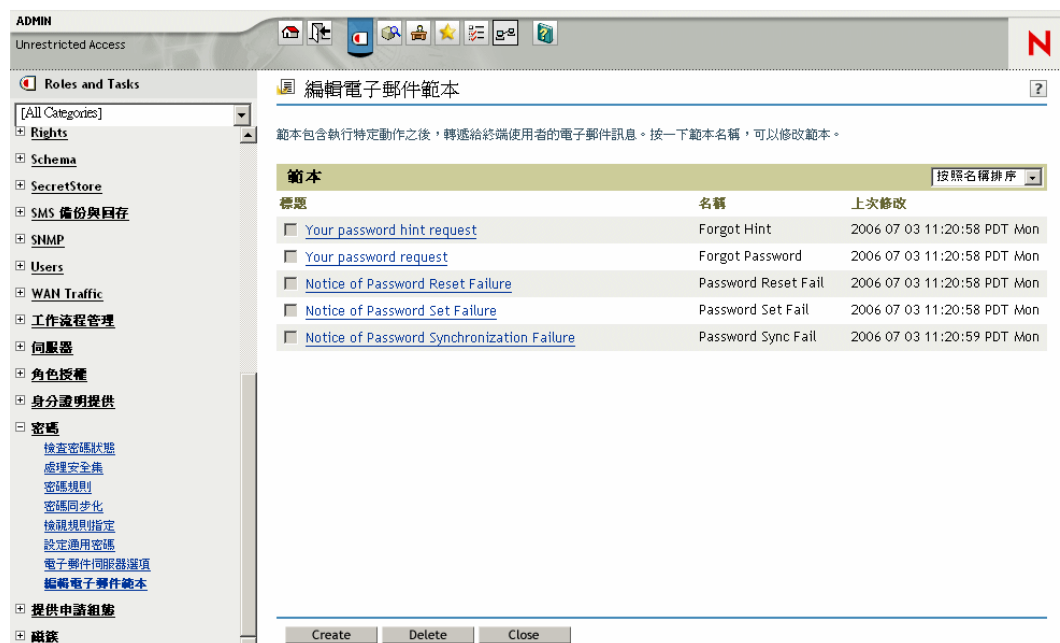 ADMIN
Unrestricted Access
N
Roles and Tasks
[All Categories]
Rights
Schema
SecretStore
SMS 備份與回存
SNMP
Users
WAN Traffic
工作流程管理
伺服器
角色授權
身分證明提供
密碼
檢查密碼狀態
處理安全集
密碼規則
密碼同步化
檢視規則指定
設定適用密碼
電子郵件伺服器選項
編輯電子郵件範本
提供申請組態
磁簇
編輯電子郵件範本
?
範本包含執行特定動作之後，轉遞給終端使用者的電子郵件訊息。按一下範本名稱，可以修改範本。
範本 按照名稱排序
標題 名稱 上次修改
Your password hint request Forgot Hint 2006 07 03 11:20:58 PDT Mon
Your password request Forgot Password 2006 07 03 11:20:58 PDT Mon
Notice of Password Reset Failure Password Reset Fail 2006 07 03 11:20:58 PDT Mon
Notice of Password Set Failure Password Set Fail 2006 07 03 11:20:58 PDT Mon
Notice of Password Synchronization Failure Password Sync Fail 2006 07 03 11:20:59 PDT Mon
Create Delete Close